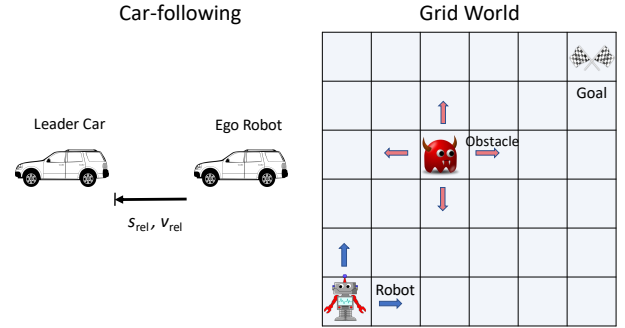 Car-following
Leader Car
Ego Robot
s_rel, v_rel
Grid World
Goal
Obstacle
Robot